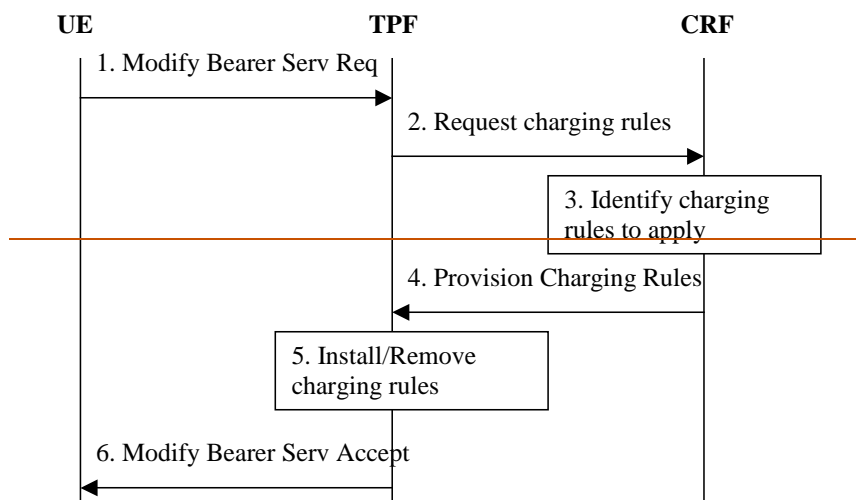 UE
TPF
CRF
1. Modify Bearer Serv Req
2. Request charging rules
3. Identify charging
rules to apply
4. Provision Charging Rules
5. Install/Remove
charging rules
6. Modify Bearer Serv Accept